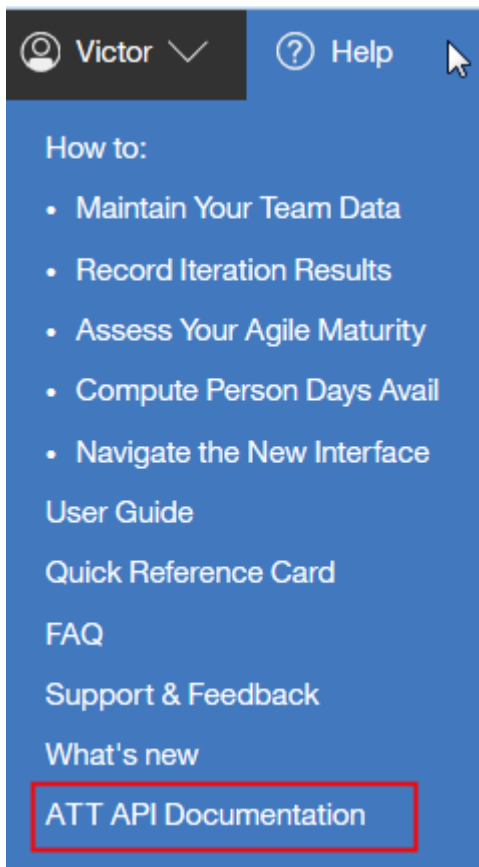 Victor Help
How to:
• Maintain Your Team Data
• Record Iteration Results
• Assess Your Agile Maturity
• Compute Person Days Avail
• Navigate the New Interface
User Guide
Quick Reference Card
FAQ
Support & Feedback
What's new
ATT API Documentation